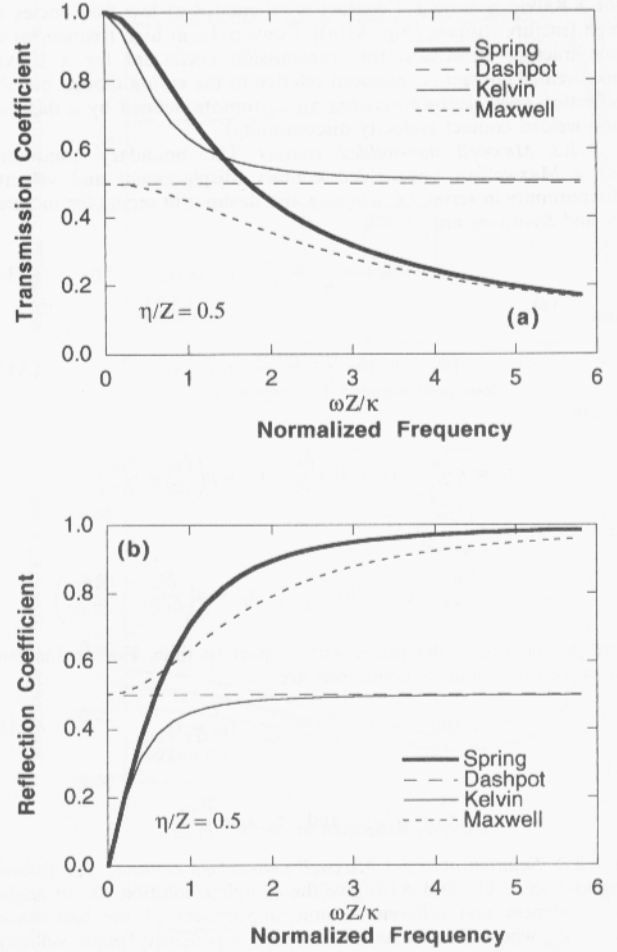 Transmission Coefficient
1.0
0.8
0.6
0.4
0.2
0.0
Spring
Dashpot
Kelvin
Maxwell
η/Z = 0.5
(a)
0 1 2 3 4 5 6
ωZ/κ
Normalized Frequency
Reflection Coefficient
1.0
0.8
0.6
0.4
0.2
0.0
(b)
Spring
Dashpot
Kelvin
Maxwell
η/Z = 0.5
0 1 2 3 4 5 6
ωZ/κ
Normalized Frequency